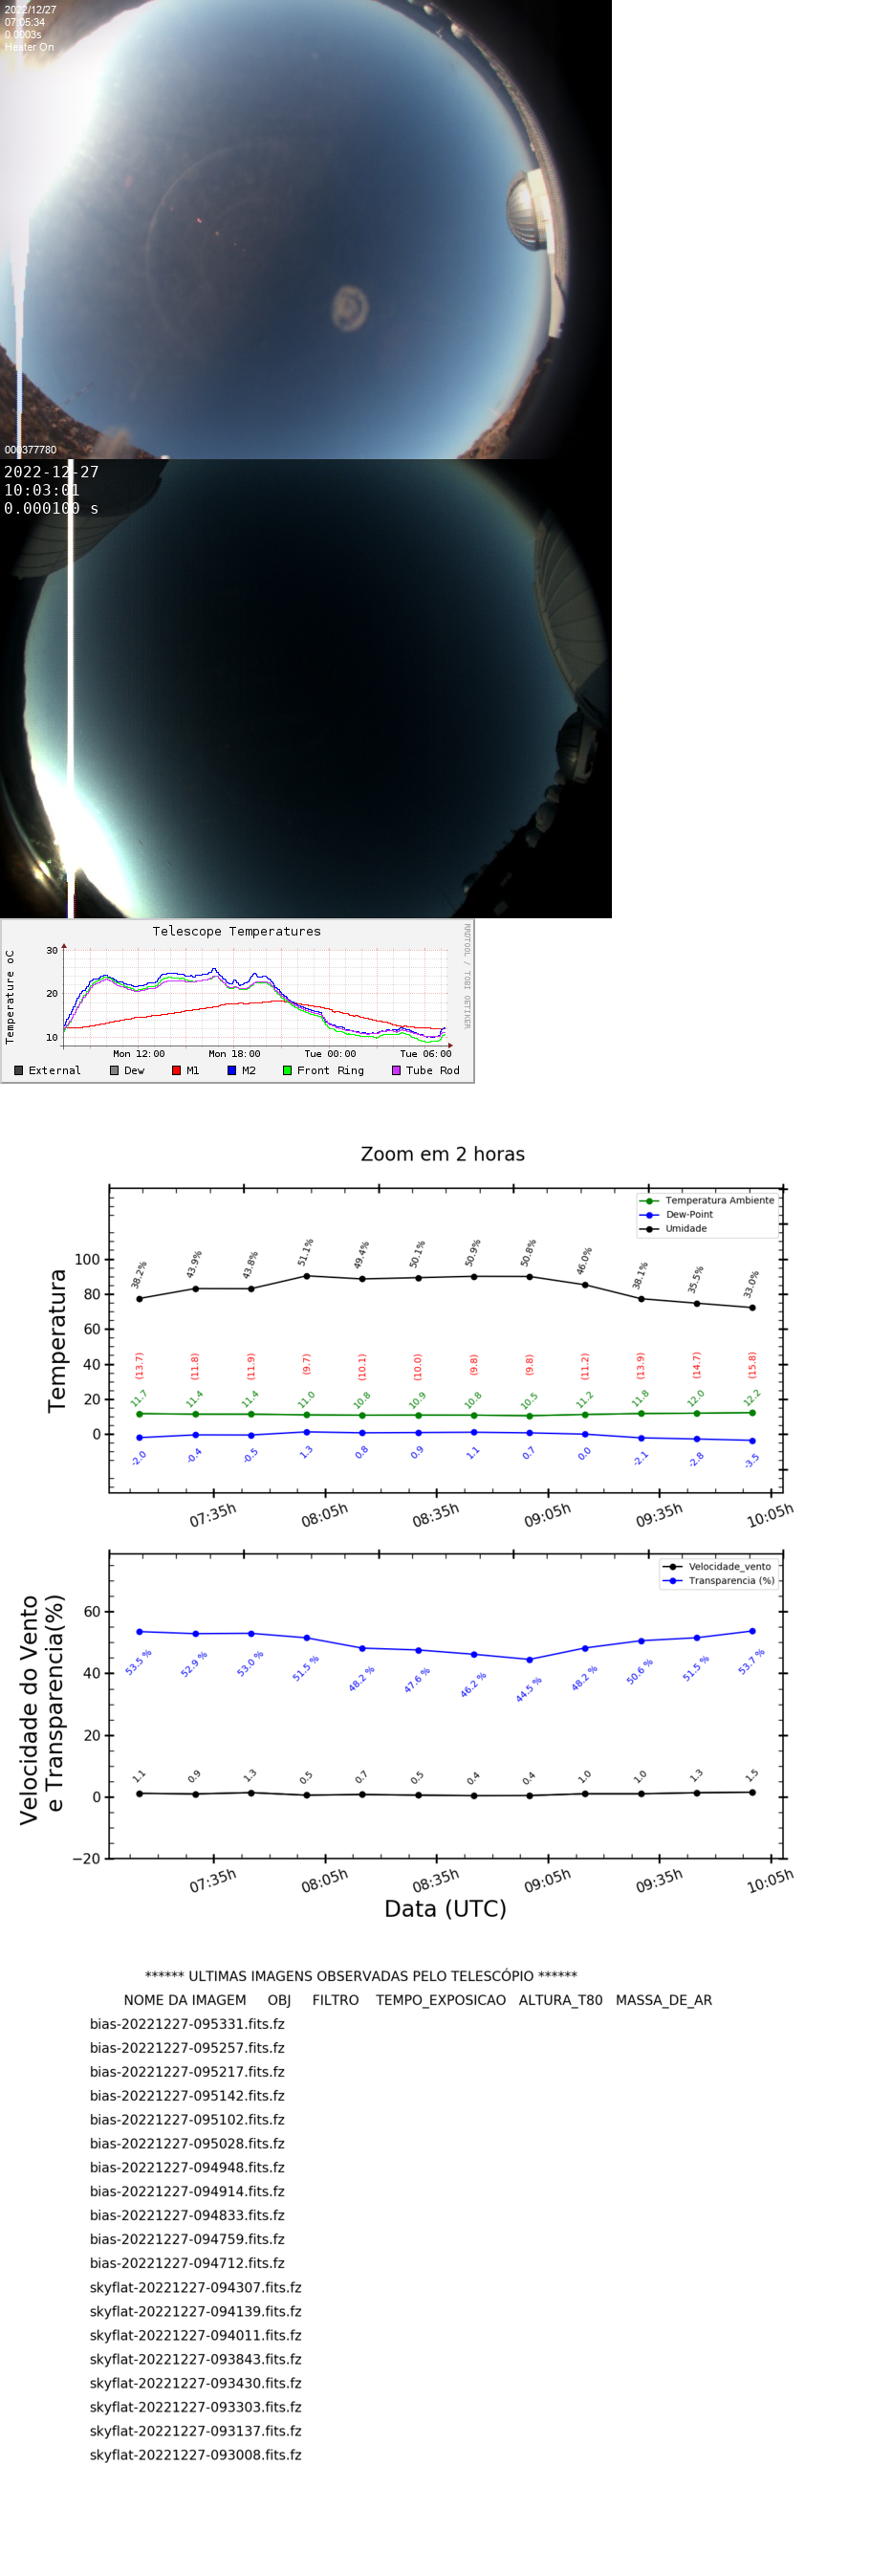 2022/12/27
07:05:34
0.0003s
Heater On
000377780
2022-12-27
10:03:01
0.000100 s
Telescope Temperatures
RRDTOOL / TOBI OETIKER
Temperature oC
30
20
10
Mon 12:00 Mon 18:00 Tue 00:00 Tue 06:00
External Dew M1 M2 Front Ring Tube Rod
Zoom em 2 horas
Temperatura Ambiente
Dew-Point
Umidade
Temperatura
100
80
60
40
20
0
38.2% 43.9% 43.8% 51.1% 49.4% 50.1% 50.9% 50.8% 46.0% 38.1% 35.5% 33.0%
(13.7) (11.8) (11.9) (9.7) (10.1) (10.0) (9.8) (9.8) (11.2) (13.9) (14.7) (15.8)
11.7 11.4 11.4 11.0 10.8 10.9 10.8 10.5 11.2 11.8 12.0 12.2
-2.0 -0.4 -0.5 1.3 0.8 0.9 1.1 0.7 0.0 -2.1 -2.8 -3.5
07:35h 08:05h 08:35h 09:05h 09:35h 10:05h
Velocidade_vento
Transparencia (%)
Velocidade do Vento
e Transparencia(%)
60
40
20
0
−20
53.5 % 52.9 % 53.0 % 51.5 % 48.2 % 47.6 % 46.2 % 44.5 % 48.2 % 50.6 % 51.5 % 53.7 %
1.1 0.9 1.3 0.5 0.7 0.5 0.4 0.4 1.0 1.0 1.3 1.5
07:35h 08:05h 08:35h 09:05h 09:35h 10:05h
Data (UTC)
****** ULTIMAS IMAGENS OBSERVADAS PELO TELESCÓPIO ******
NOME DA IMAGEM OBJ FILTRO TEMPO_EXPOSICAO ALTURA_T80 MASSA_DE_AR
bias-20221227-095331.fits.fz
bias-20221227-095257.fits.fz
bias-20221227-095217.fits.fz
bias-20221227-095142.fits.fz
bias-20221227-095102.fits.fz
bias-20221227-095028.fits.fz
bias-20221227-094948.fits.fz
bias-20221227-094914.fits.fz
bias-20221227-094833.fits.fz
bias-20221227-094759.fits.fz
bias-20221227-094712.fits.fz
skyflat-20221227-094307.fits.fz
skyflat-20221227-094139.fits.fz
skyflat-20221227-094011.fits.fz
skyflat-20221227-093843.fits.fz
skyflat-20221227-093430.fits.fz
skyflat-20221227-093303.fits.fz
skyflat-20221227-093137.fits.fz
skyflat-20221227-093008.fits.fz